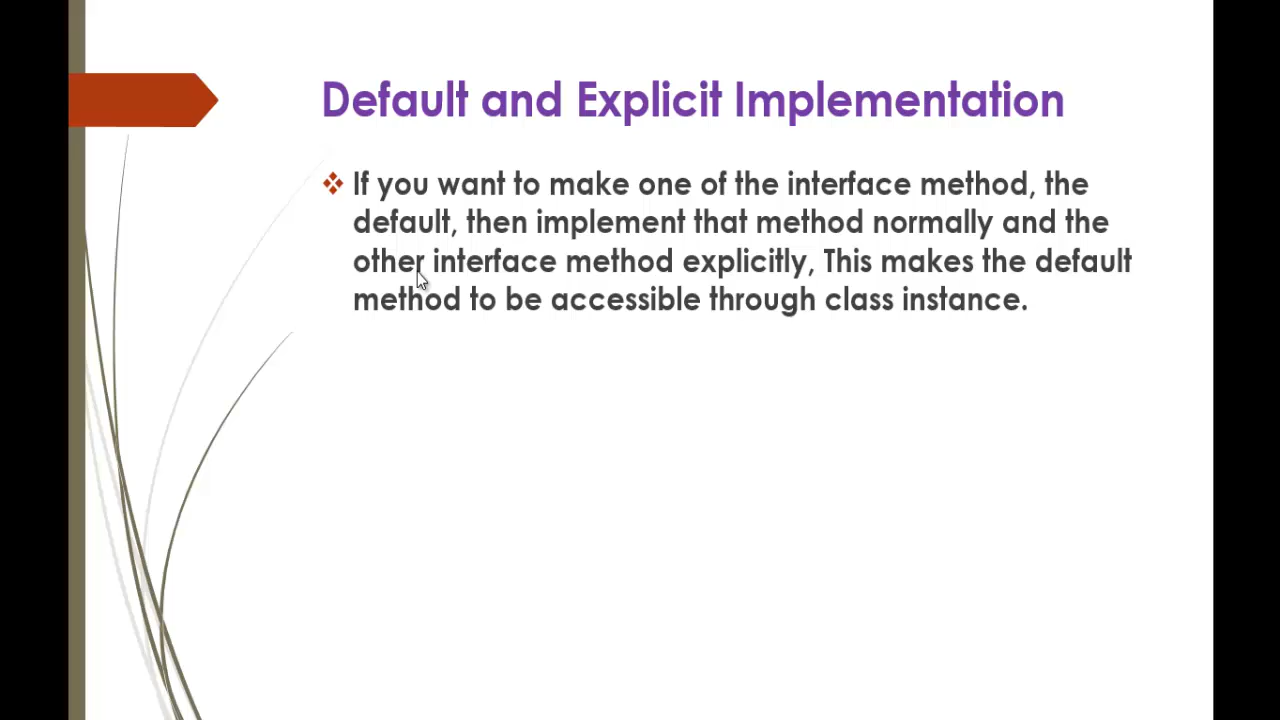 Default and Explicit Implementation
If you want to make one of the interface method, the
default, then implement that method normally and the
other interface method explicitly, This makes the default
method to be accessible through class instance.